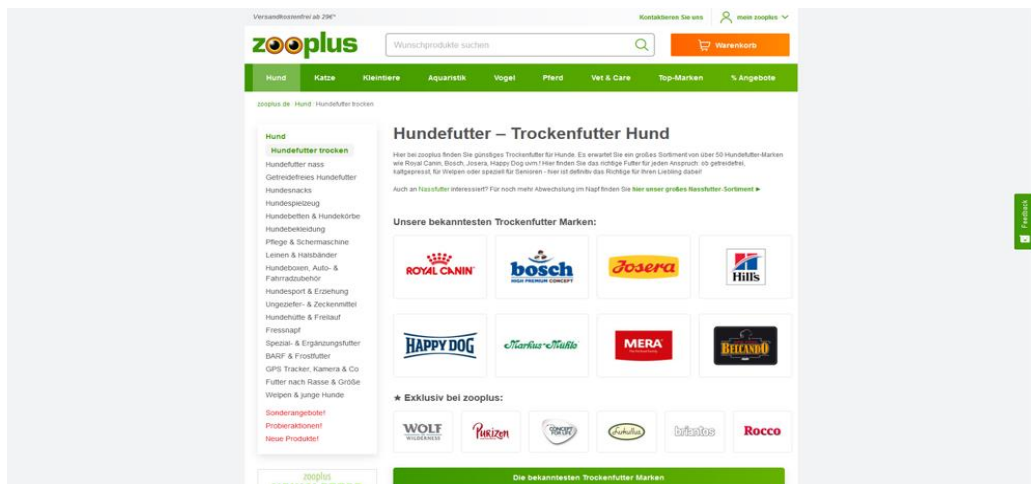 Versandkostenfrei ab 29€*
Kontaktieren Sie uns
mein zooplus
zooplus
Wunschprodukte suchen
Warenkorb
Hund Katze Kleintiere Aquaristik Vogel Pferd Vet & Care Top-Marken % Angebote
zooplus.de Hund Hundefutter trocken
Hund
Hundefutter trocken
Hundefutter nass
Getreidefreies Hundefutter
Hundesnacks
Hundespielzeug
Hundebetten & Hundekörbe
Hundebekleidung
Pflege & Schermaschine
Leinen & Halsbänder
Hundeboxen, Auto- &
Fahrradzubehör
Hundesport & Erziehung
Ungeziefer- & Zeckenmittel
Hundehütte & Freilauf
Fressnapf
Spezial- & Ergänzungsfutter
BARF & Frostfutter
GPS Tracker, Kamera & Co
Futter nach Rasse & Größe
Welpen & junge Hunde
Sonderangebote!
Probieraktionen!
Neue Produkte!
zooplus
Hundefutter – Trockenfutter Hund
Hier bei zooplus finden Sie günstiges Trockenfutter für Hunde. Es erwartet Sie ein großes Sortiment von über 50 Hundefutter-Marken
wie Royal Canin, Bosch, Josera, Happy Dog uvm.! Hier finden Sie das richtige Futter für jeden Anspruch: ob getreidefrei,
kaltgepresst, für Welpen oder speziell für Senioren - hier ist definitiv das Richtige für Ihren Liebling dabei!
Auch an Nassfutter interessiert? Für noch mehr Abwechslung im Napf finden Sie hier unser großes Nassfutter-Sortiment ►
Unsere bekanntesten Trockenfutter Marken:
ROYAL CANIN
bosch
HIGH PREMIUM CONCEPT
Josera
Hill's
HAPPY DOG
Markus-Mühle
MERA
BELCANDO
★ Exklusiv bei zooplus:
WOLF
OF WILDERNESS
PURIZON
CONCEPT
FOR LIFE
Lukullus
briantos
Rocco
Die bekanntesten Trockenfutter Marken
Feedback